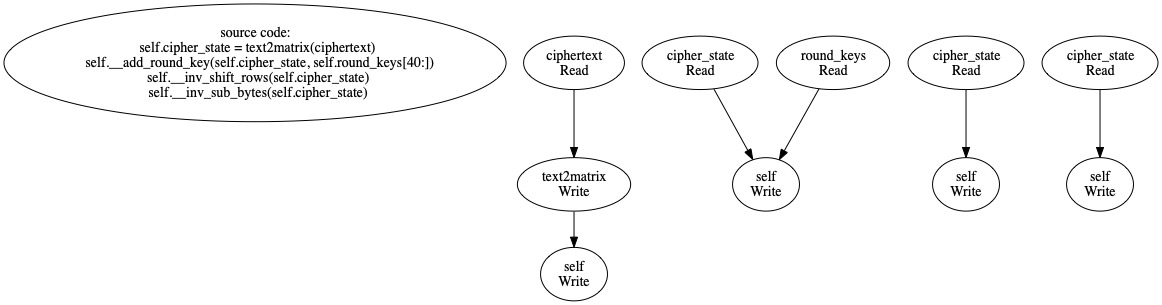 source code:
self.cipher_state = text2matrix(ciphertext)
self.__add_round_key(self.cipher_state, self.round_keys[40:])
self.__inv_shift_rows(self.cipher_state)
self.__inv_sub_bytes(self.cipher_state)
ciphertext
Read
cipher_state
Read
round_keys
Read
cipher_state
Read
cipher_state
Read
text2matrix
Write
self
Write
self
Write
self
Write
self
Write